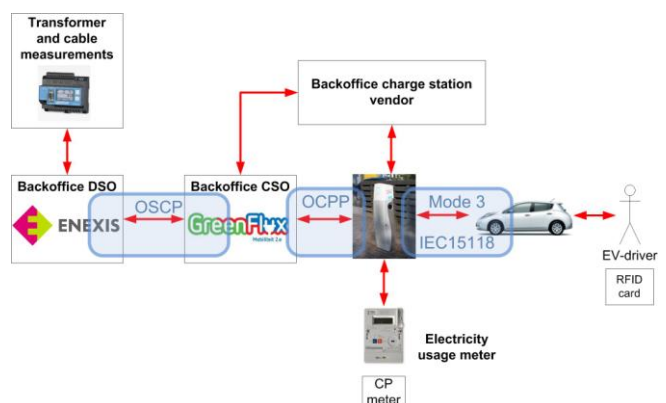 Transformer
and cable
measurements
Backoffice charge station
vendor
Backoffice DSO
OSCP
Backoffice CSO
OCPP
Mode 3
ENEXIS
GreenFlux
IEC15118
EV-driver
RFID
card
Electricity
usage meter
CP
meter